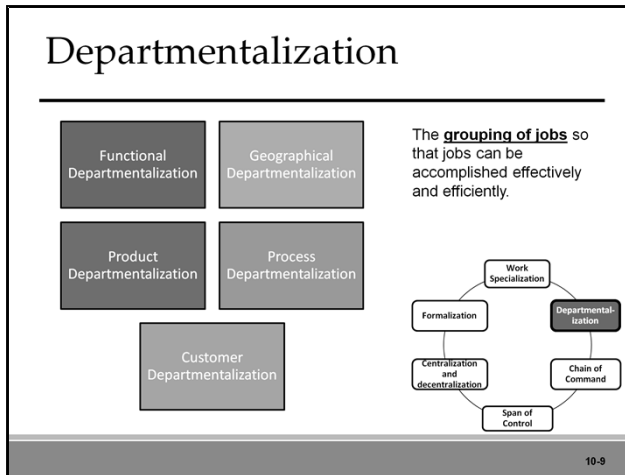 Departmentalization
Functional
Departmentalization
Geographical
Departmentalization
The grouping of jobs so
that jobs can be
accomplished effectively
and efficiently.
Product
Departmentalization
Process
Departmentalization
Customer
Departmentalization
Work
Specialization
Departmental-
ization
Chain of
Command
Span of
Control
Centralization
and
decentralization
Formalization
10-9